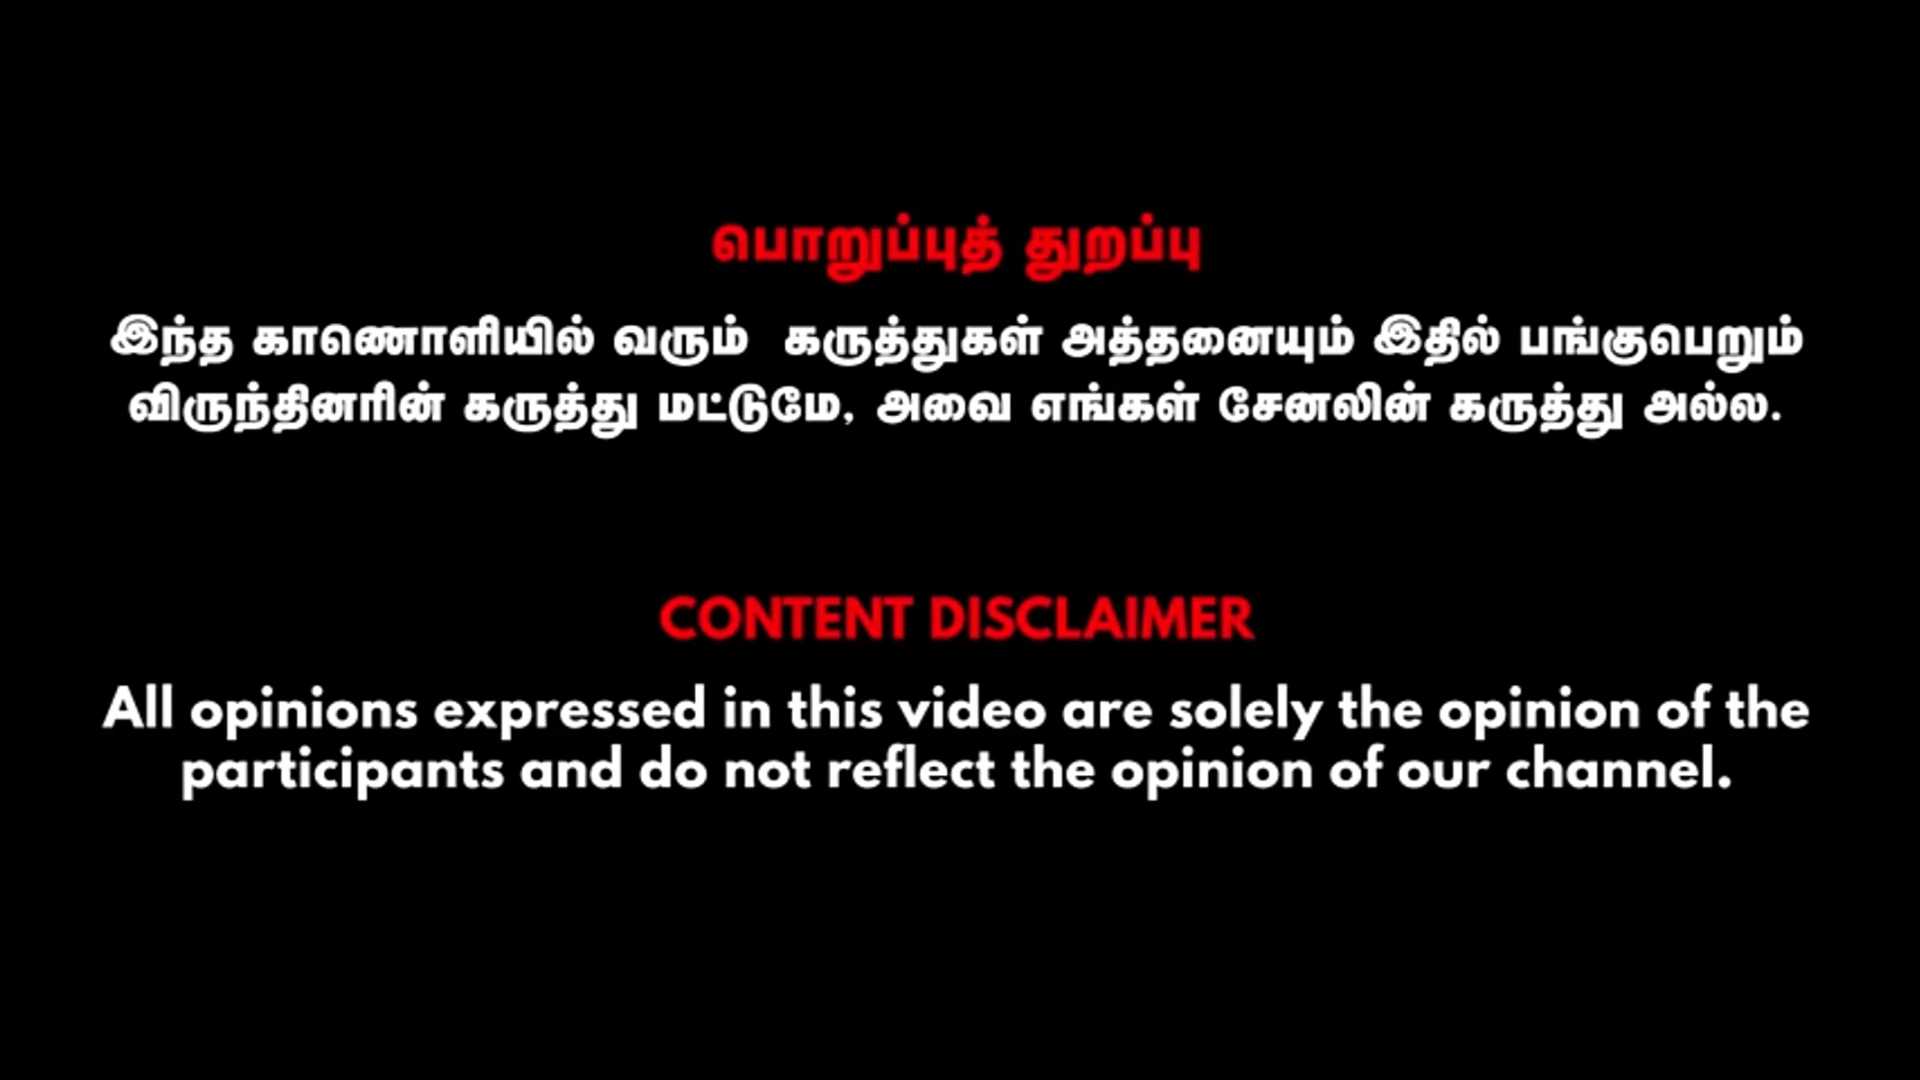 பொறுப்புத் துறப்பு
இந்த காணொளியில் வரும் கருத்துகள் அத்தனையும் இதில் பங்குபெறும்
விருந்தினரின் கருத்து மட்டுமே, அவை எங்கள் சேனலின் கருத்து அல்ல.
CONTENT DISCLAIMER
All opinions expressed in this video are solely the opinion of the
participants and do not reflect the opinion of our channel.